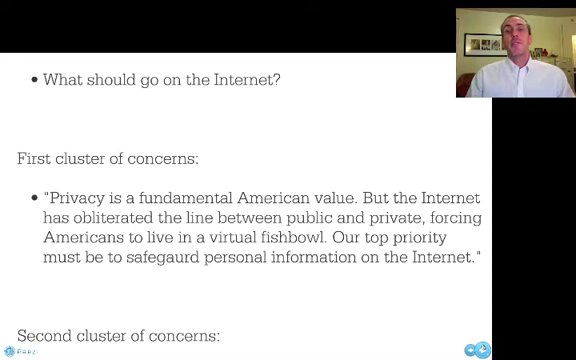 • What should go on the Internet?
First cluster of concerns:
• "Privacy is a fundamental American value. But the Internet
has obliterated the line between public and private, forcing
Americans to live in a virtual fishbowl. Our top priority
must be to safegaurd personal information on the Internet."
Second cluster of concerns: